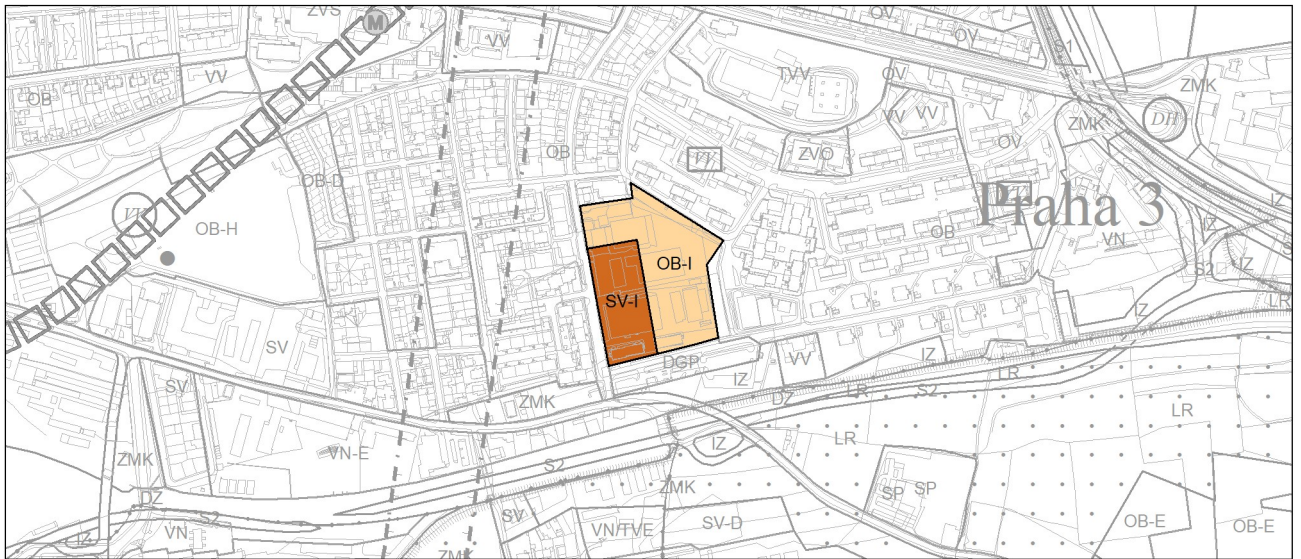 ZVS
M
VV
OV
OV
S1
VV
OB
TVV
OV
ZMK
DH
ZMK
VV
VV
OB
ZVO
OV
VV
OB-D
OB-H
Praha 3
OB
VN
IZ
IZ
S2
IZ
OB-I
SV-I
LR
IZ
SV
DGP
VV
IZ
IZ
LR
SV
ZMK
DZ
LR
S2
LR
LR
VN-E
IZ
LR
ZMK
S2
ZMK
SP
SP
DZ
S2
VN
SV
VN/TVE
SV-D
OB-E
OB-E
IZ
ZMK